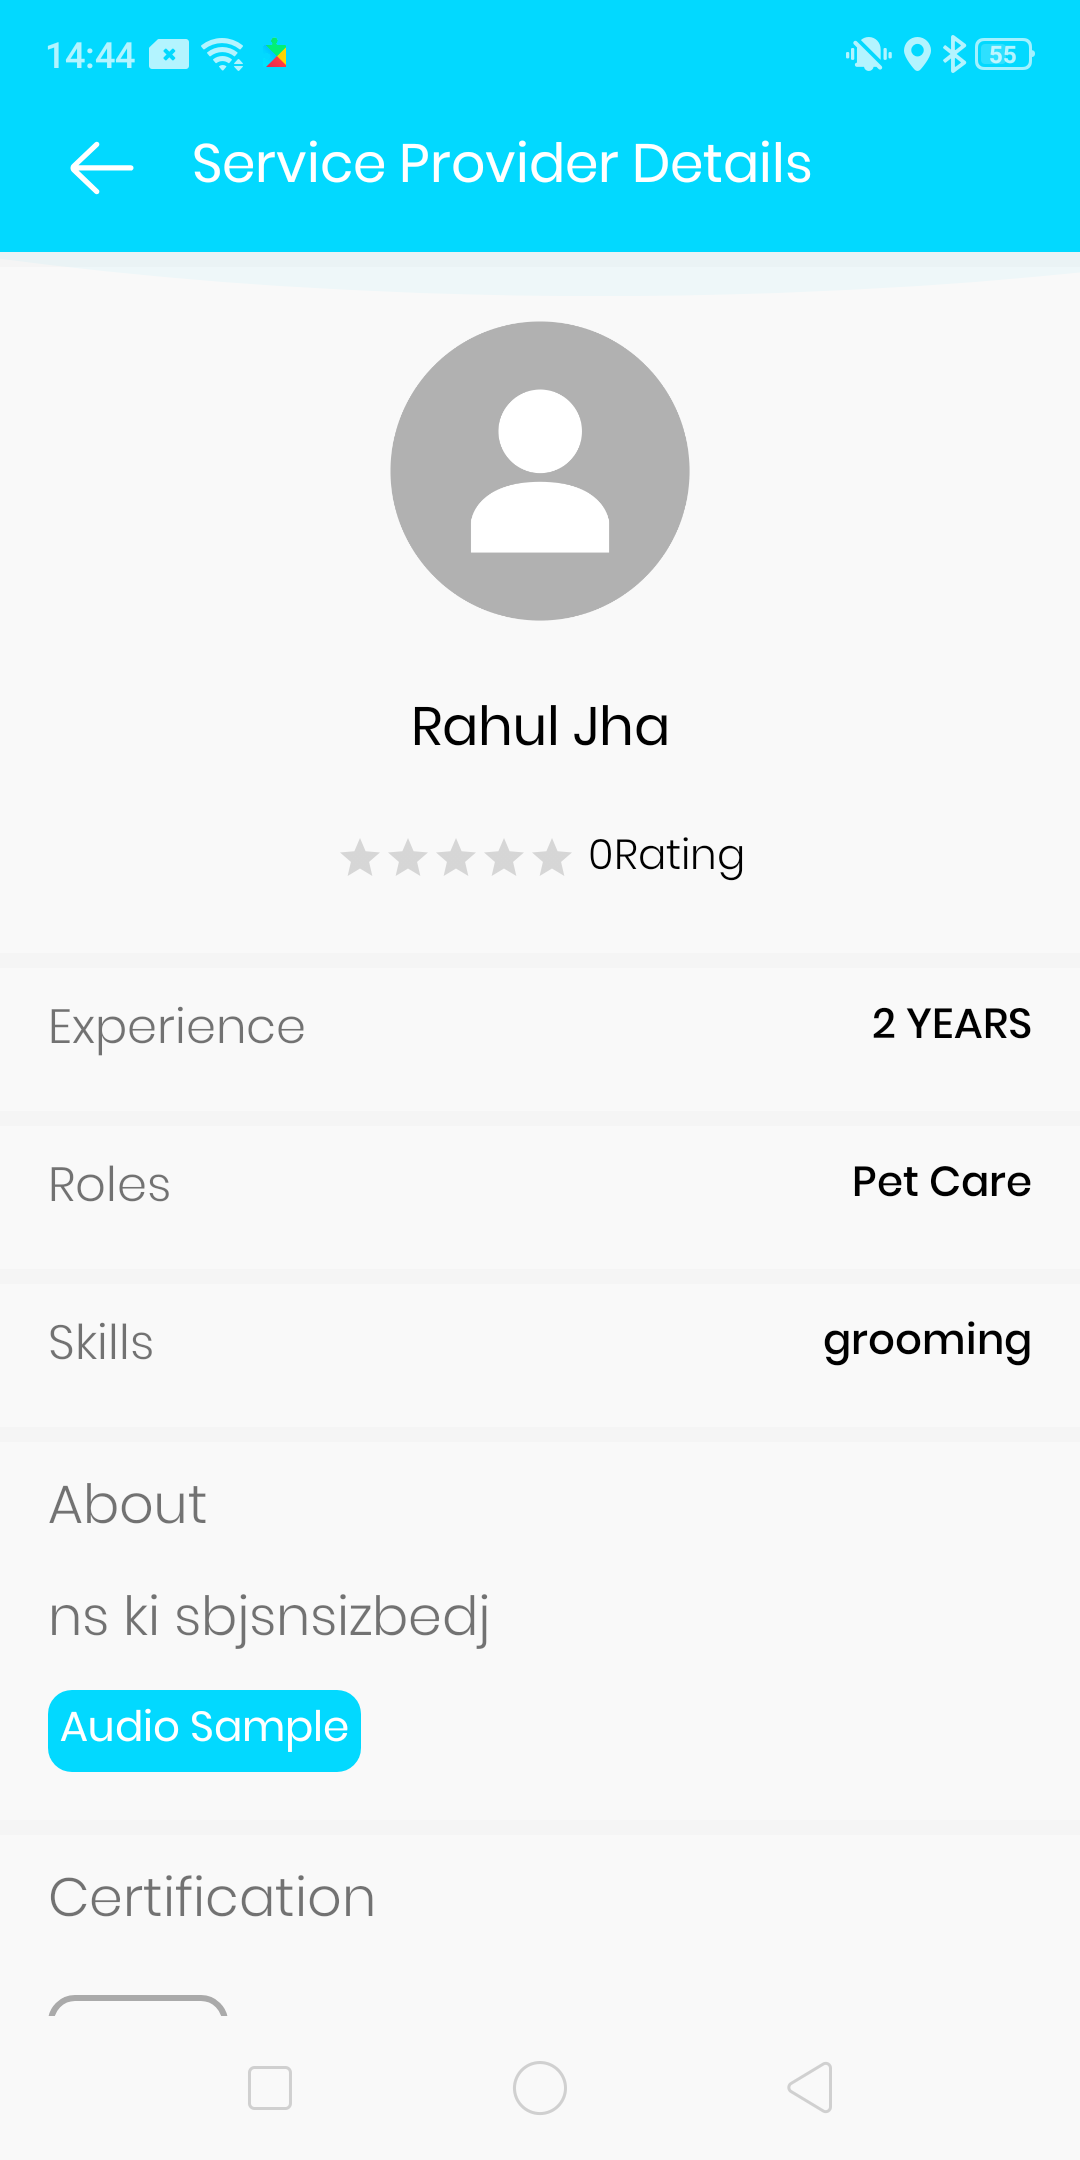 14:44
55
Service Provider Details
Rahul Jha
0Rating
Experience
2 YEARS
Roles
Pet Care
Skills
grooming
About
ns ki sbjsnsizbedj
Audio Sample
Certification